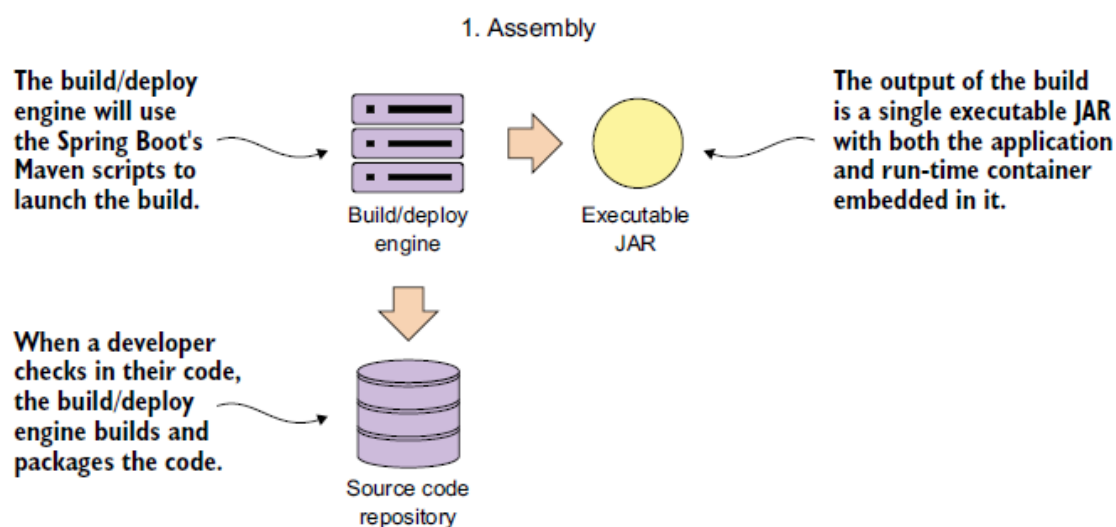 1. Assembly
The build/deploy
engine will use
the Spring Boot's
Maven scripts to
launch the build.
Build/deploy
engine
Executable
JAR
The output of the build
is a single executable JAR
with both the application
and run-time container
embedded in it.
When a developer
checks in their code,
the build/deploy
engine builds and
packages the code.
Source code
repository